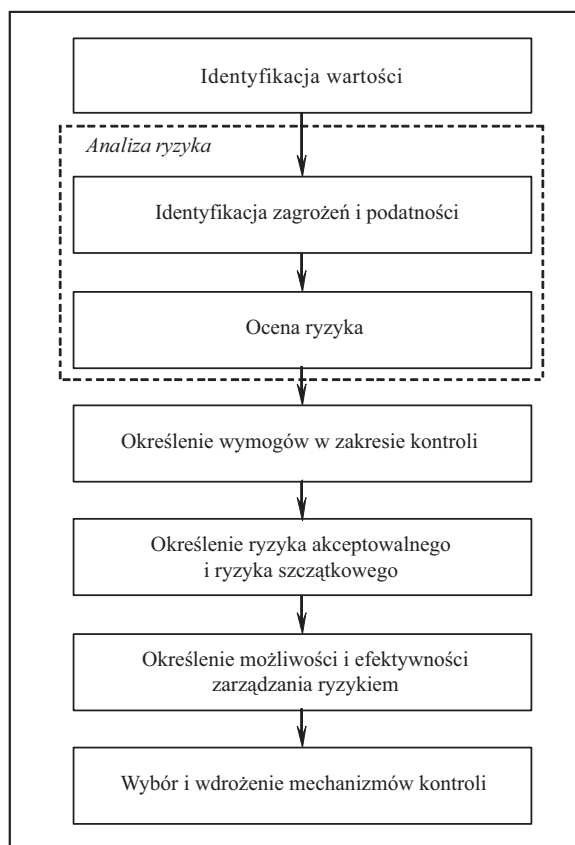 Identyfikacja wartości
Analiza ryzyka
Identyfikacja zagrożeń i podatności
Ocena ryzyka
Określenie wymogów w zakresie kontroli
Określenie ryzyka akceptowalnego
i ryzyka szczątkowego
Określenie możliwości i efektywności
zarządzania ryzykiem
Wybór i wdrożenie mechanizmów kontroli